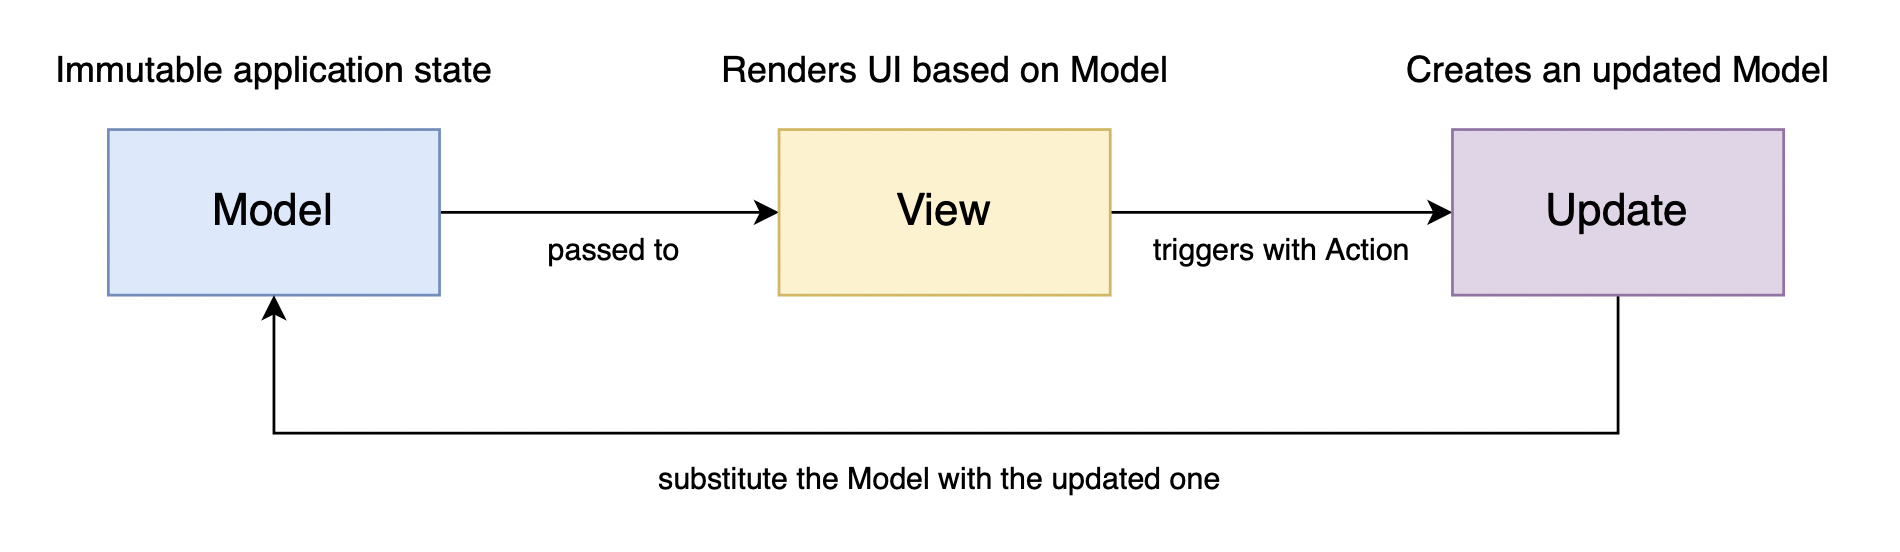 Immutable application state
Renders UI based on Model
Creates an updated Model
Model
View
Update
passed to
triggers with Action
substitute the Model with the updated one